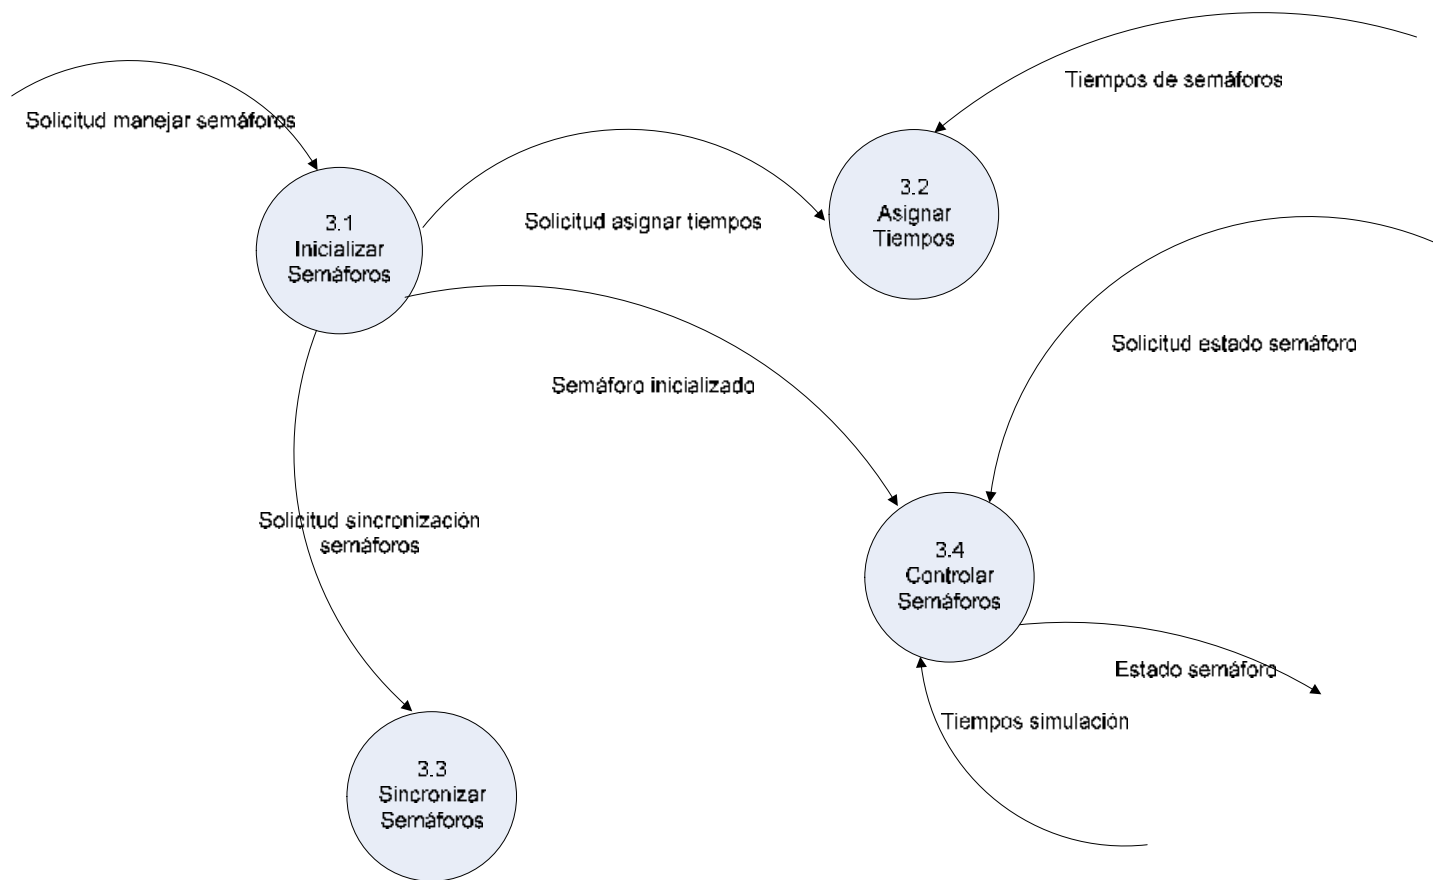 Tiempos de semáforos
Solicitud manejar semáforos
3.1
Inicializar
Semáforos
Solicitud asignar tiempos
3.2
Asignar
Tiempos
Solicitud estado semáforo
Semáforo inicializado
Solicitud sincronización
semáforos
3.4
Controlar
Semáforos
Estado semáforo
Tiempos simulación
3.3
Sincronizar
Semáforos